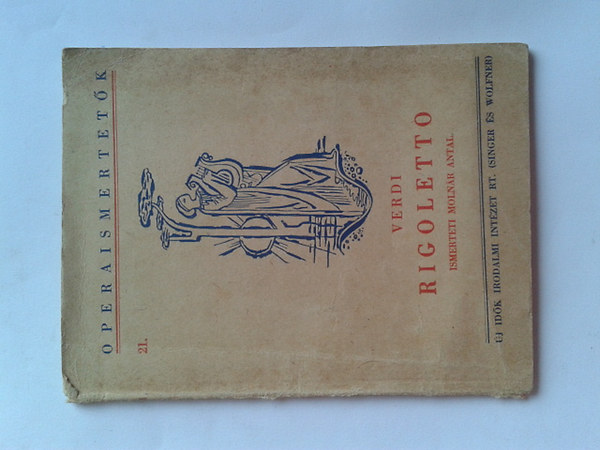 OPERAISMERTETŐK
21.
VERDI
RIGOLETTO
ISMERTETI MOLNÁR ANTAL
ÚJ IDŐK IRODALMI INTÉZET RT. (SINGER ÉS WOLFNER)